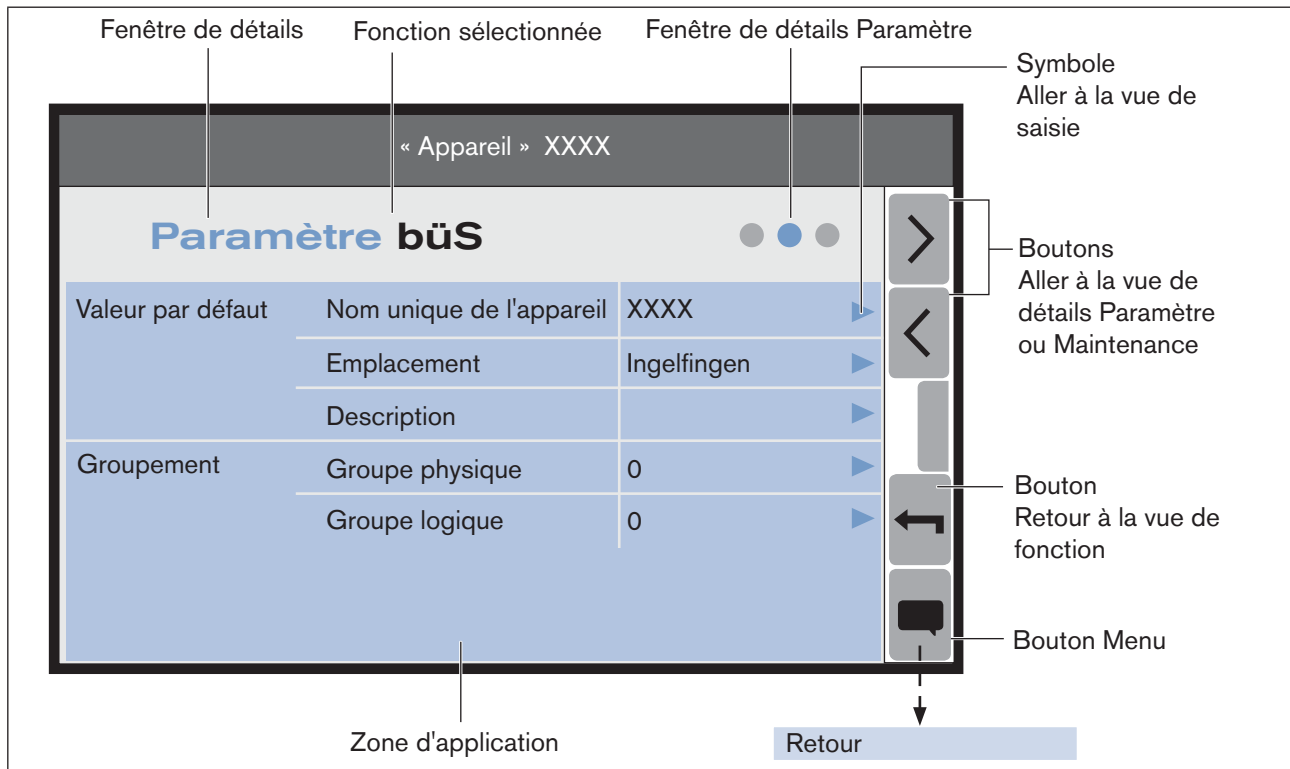 Fenêtre de détails
Fonction sélectionnée
Fenêtre de détails Paramètre
Symbole
Aller à la vue de
saisie
« Appareil » XXXX
Paramètre büS
Boutons
Aller à la vue de
détails Paramètre
ou Maintenance
Valeur par défaut
Nom unique de l'appareil
XXXX
Emplacement
Ingelfingen
Description
Groupement
Groupe physique
0
Groupe logique
0
Bouton
Retour à la vue de
fonction
Bouton Menu
Zone d'application
Retour